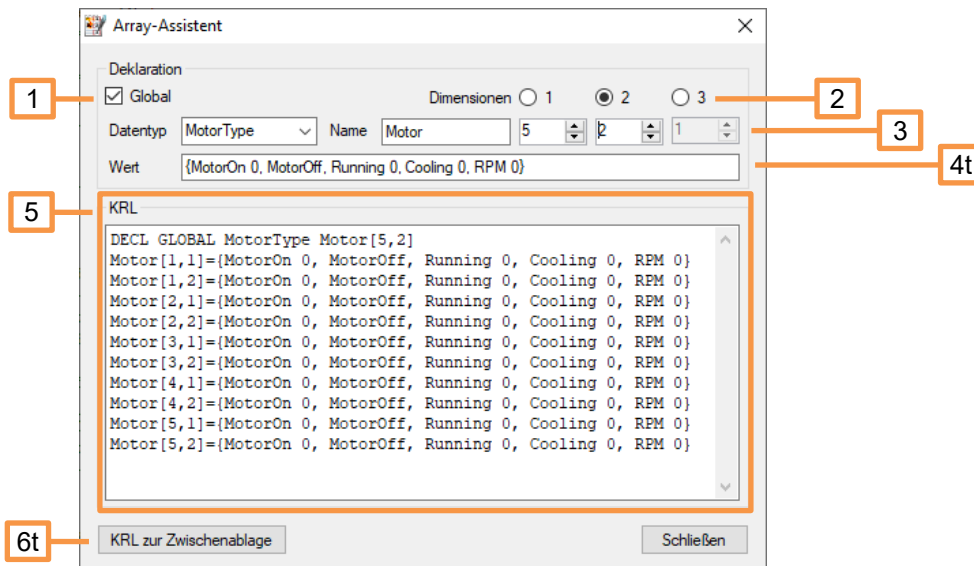 Array-Assistent
Deklaration
1
Global
Dimensionen 1 2 3
2
Datentyp MotorType Name Motor 5 2 1
3
Wert {MotorOn 0, MotorOff, Running 0, Cooling 0, RPM 0}
4t
5
KRL
DECL GLOBAL MotorType Motor[5,2]
Motor[1,1]={MotorOn 0, MotorOff, Running 0, Cooling 0, RPM 0}
Motor[1,2]={MotorOn 0, MotorOff, Running 0, Cooling 0, RPM 0}
Motor[2,1]={MotorOn 0, MotorOff, Running 0, Cooling 0, RPM 0}
Motor[2,2]={MotorOn 0, MotorOff, Running 0, Cooling 0, RPM 0}
Motor[3,1]={MotorOn 0, MotorOff, Running 0, Cooling 0, RPM 0}
Motor[3,2]={MotorOn 0, MotorOff, Running 0, Cooling 0, RPM 0}
Motor[4,1]={MotorOn 0, MotorOff, Running 0, Cooling 0, RPM 0}
Motor[4,2]={MotorOn 0, MotorOff, Running 0, Cooling 0, RPM 0}
Motor[5,1]={MotorOn 0, MotorOff, Running 0, Cooling 0, RPM 0}
Motor[5,2]={MotorOn 0, MotorOff, Running 0, Cooling 0, RPM 0}
6t
KRL zur Zwischenablage Schließen